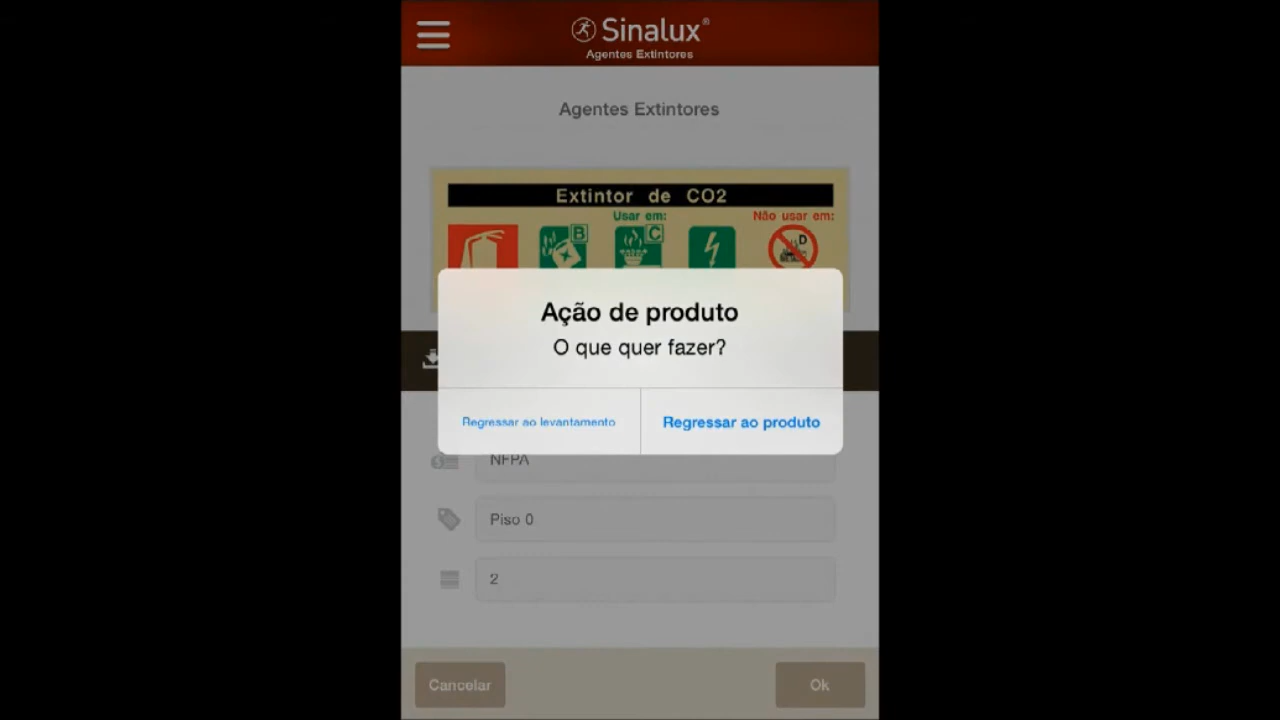 Sinalux®
Agentes Extintores
Agentes Extintores
Extintor de CO2
Usar em:
Não usar em:
B
C
D
Ação de produto
O que quer fazer?
Regressar ao levantamento
Regressar ao produto
NFPA
Piso 0
2
Cancelar
Ok